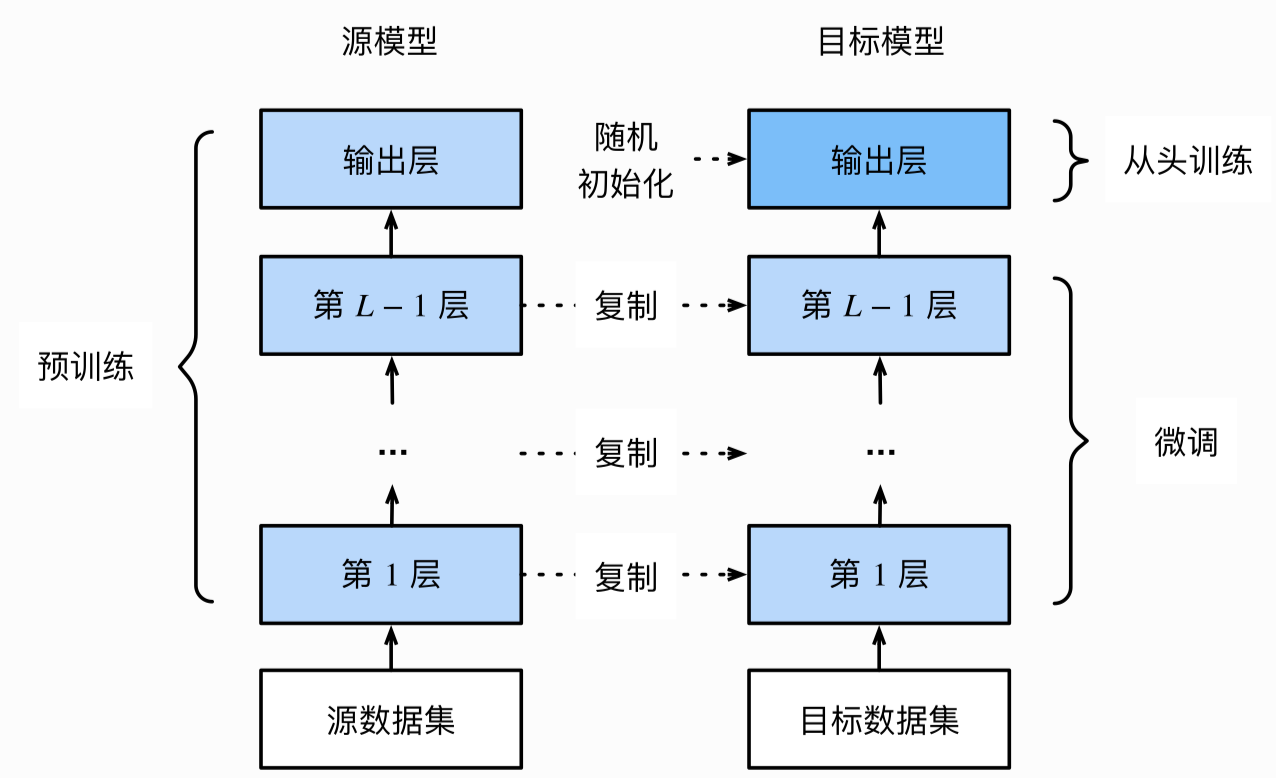 源模型
目标模型
输出层
随机
初始化
输出层
从头训练
第 L – 1 层
复制
第 L – 1 层
预训练
...
复制
...
微调
第 1 层
复制
第 1 层
源数据集
目标数据集